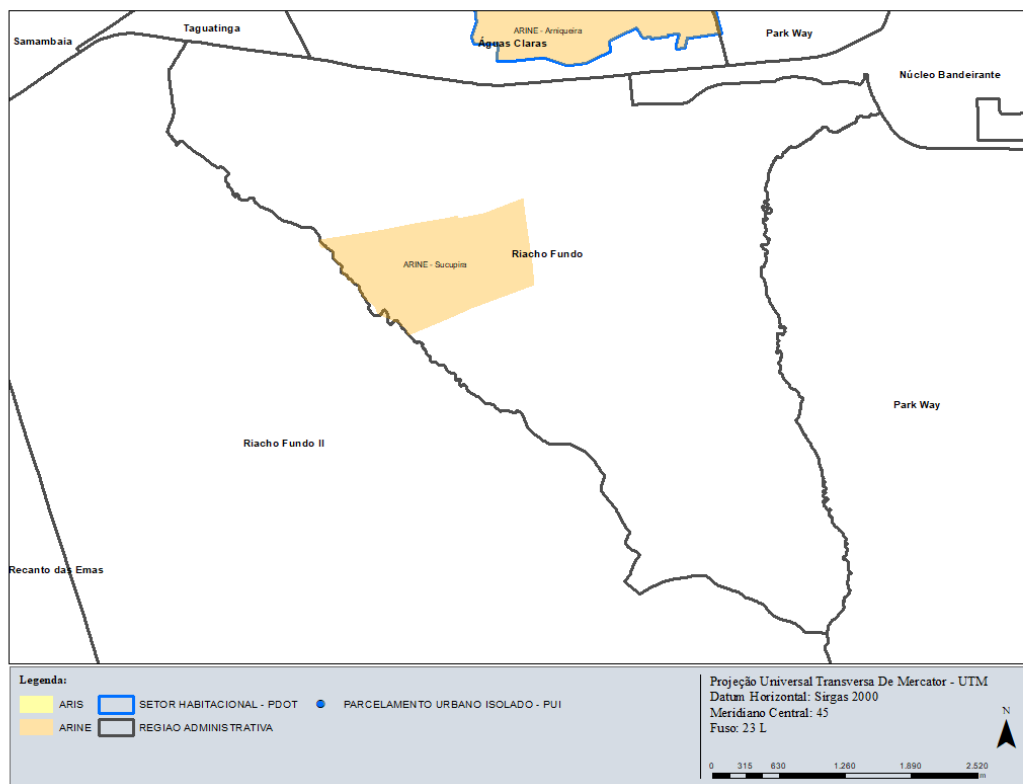 Taguatinga
Samambaia
ARINE - Arniqueira
Águas Claras
Park Way
Núcleo Bandeirante
ARINE - Sucupira
Riacho Fundo
Park Way
Riacho Fundo II
Recanto das Emas
Legenda:
ARIS
SETOR HABITACIONAL - PDOT
PARCELAMENTO URBANO ISOLADO - PUI
ARINE
REGIAO ADMINISTRATIVA
Projeção Universal Transversa De Mercator - UTM
Datum Horizontal: Sirgas 2000
Meridiano Central: 45
Fuso: 23 L
N
0 315 630 1.260 1.890 2.520
m